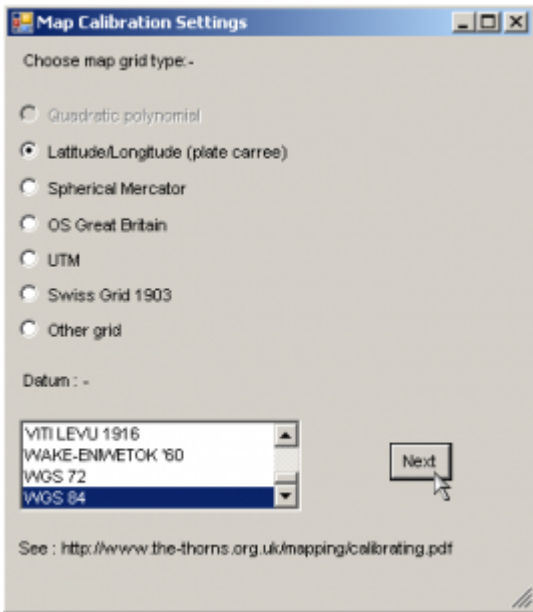 Map Calibration Settings
Choose map grid type:-
Quadratic polynomial
Latitude/Longitude (plate carree)
Spherical Mercator
OS Great Britain
UTM
Swiss Grid 1903
Other grid
Datum : -
VITI LEVU 1916
WAKE-ENIWETOK '60
WGS 72
WGS 84
Next
See : http://www.the-thorns.org.uk/mapping/calibrating.pdf